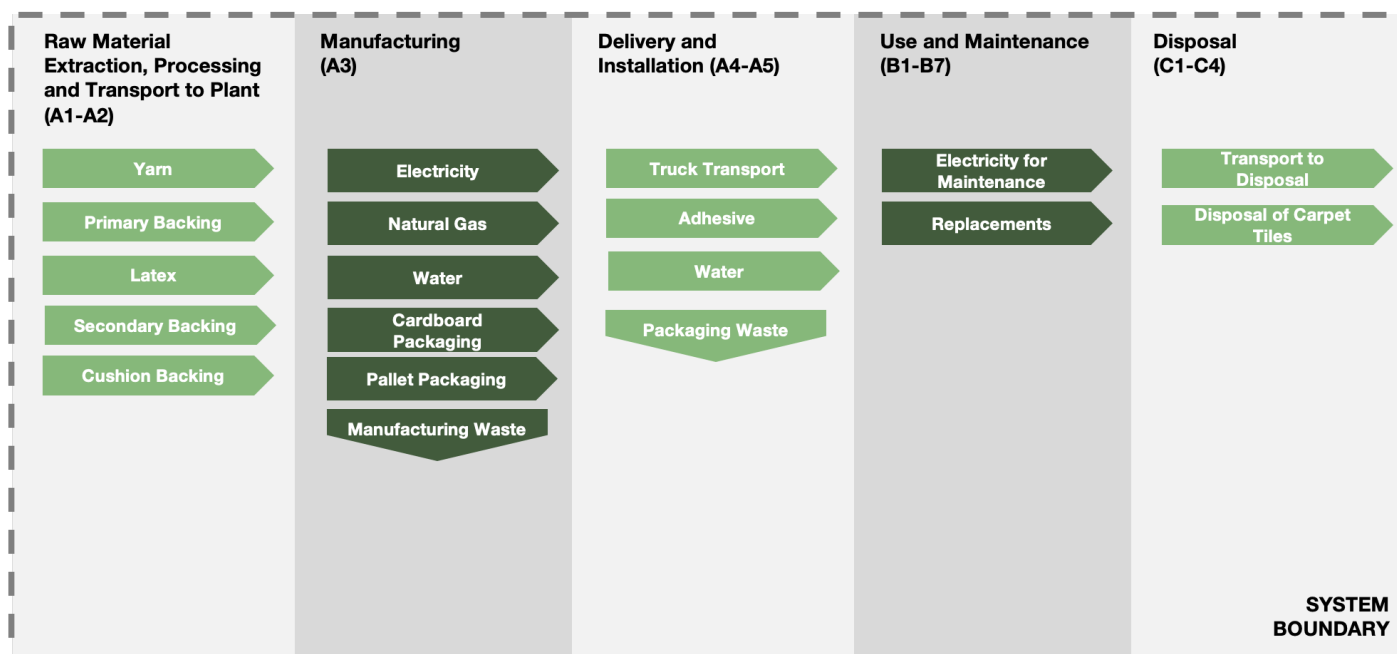 Raw Material
Extraction, Processing
and Transport to Plant
(A1-A2)
Yarn
Primary Backing
Latex
Secondary Backing
Cushion Backing
Manufacturing
(A3)
Electricity
Natural Gas
Water
Cardboard
Packaging
Pallet Packaging
Manufacturing Waste
Delivery and
Installation (A4-A5)
Truck Transport
Adhesive
Water
Packaging Waste
Use and Maintenance
(B1-B7)
Electricity for
Maintenance
Replacements
Disposal
(C1-C4)
Transport to
Disposal
Disposal of Carpet
Tiles
SYSTEM
BOUNDARY